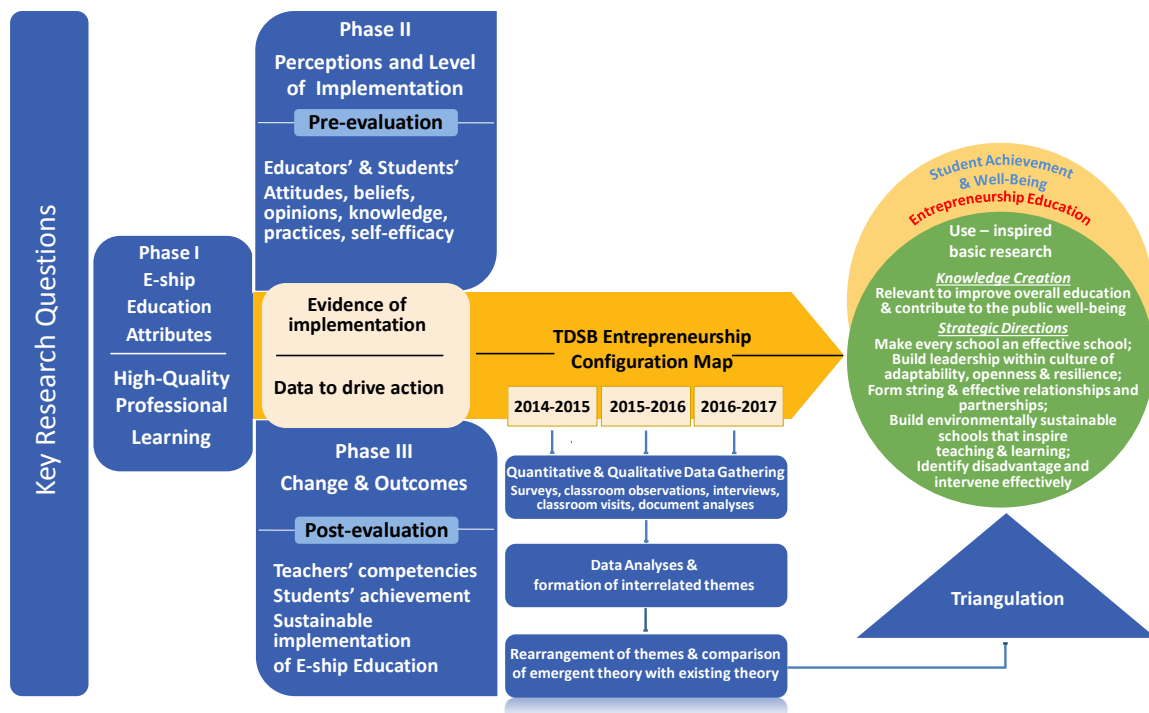 Key Research Questions
Phase I
E-ship
Education
Attributes
High-Quality
Professional
Learning
Phase II
Perceptions and Level
of Implementation
Pre-evaluation
Educators’ & Students’
Attitudes, beliefs,
opinions, knowledge,
practices, self-efficacy
Evidence of
implementation
Data to drive action
Phase III
Change & Outcomes
Post-evaluation
Teachers’ competencies
Students’ achievement
Sustainable
implementation
of E-ship Education
TDSB Entrepreneurship
Configuration Map
2014-2015
2015-2016
2016-2017
Quantitative & Qualitative Data Gathering
Surveys, classroom observations, interviews,
classroom visits, document analyses
Data Analyses &
formation of interrelated themes
Rearrangement of themes & comparison
of emergent theory with existing theory
Student Achievement
& Well-Being
Entrepreneurship Education
Use – inspired
basic research
Knowledge Creation
Relevant to improve overall education
& contribute to the public well-being
Strategic Directions
Make every school an effective school;
Build leadership within culture of
adaptability, openness & resilience;
Form string & effective relationships and
partnerships;
Build environmentally sustainable
schools that inspire
teaching & learning;
Identify disadvantage and
intervene effectively
Triangulation